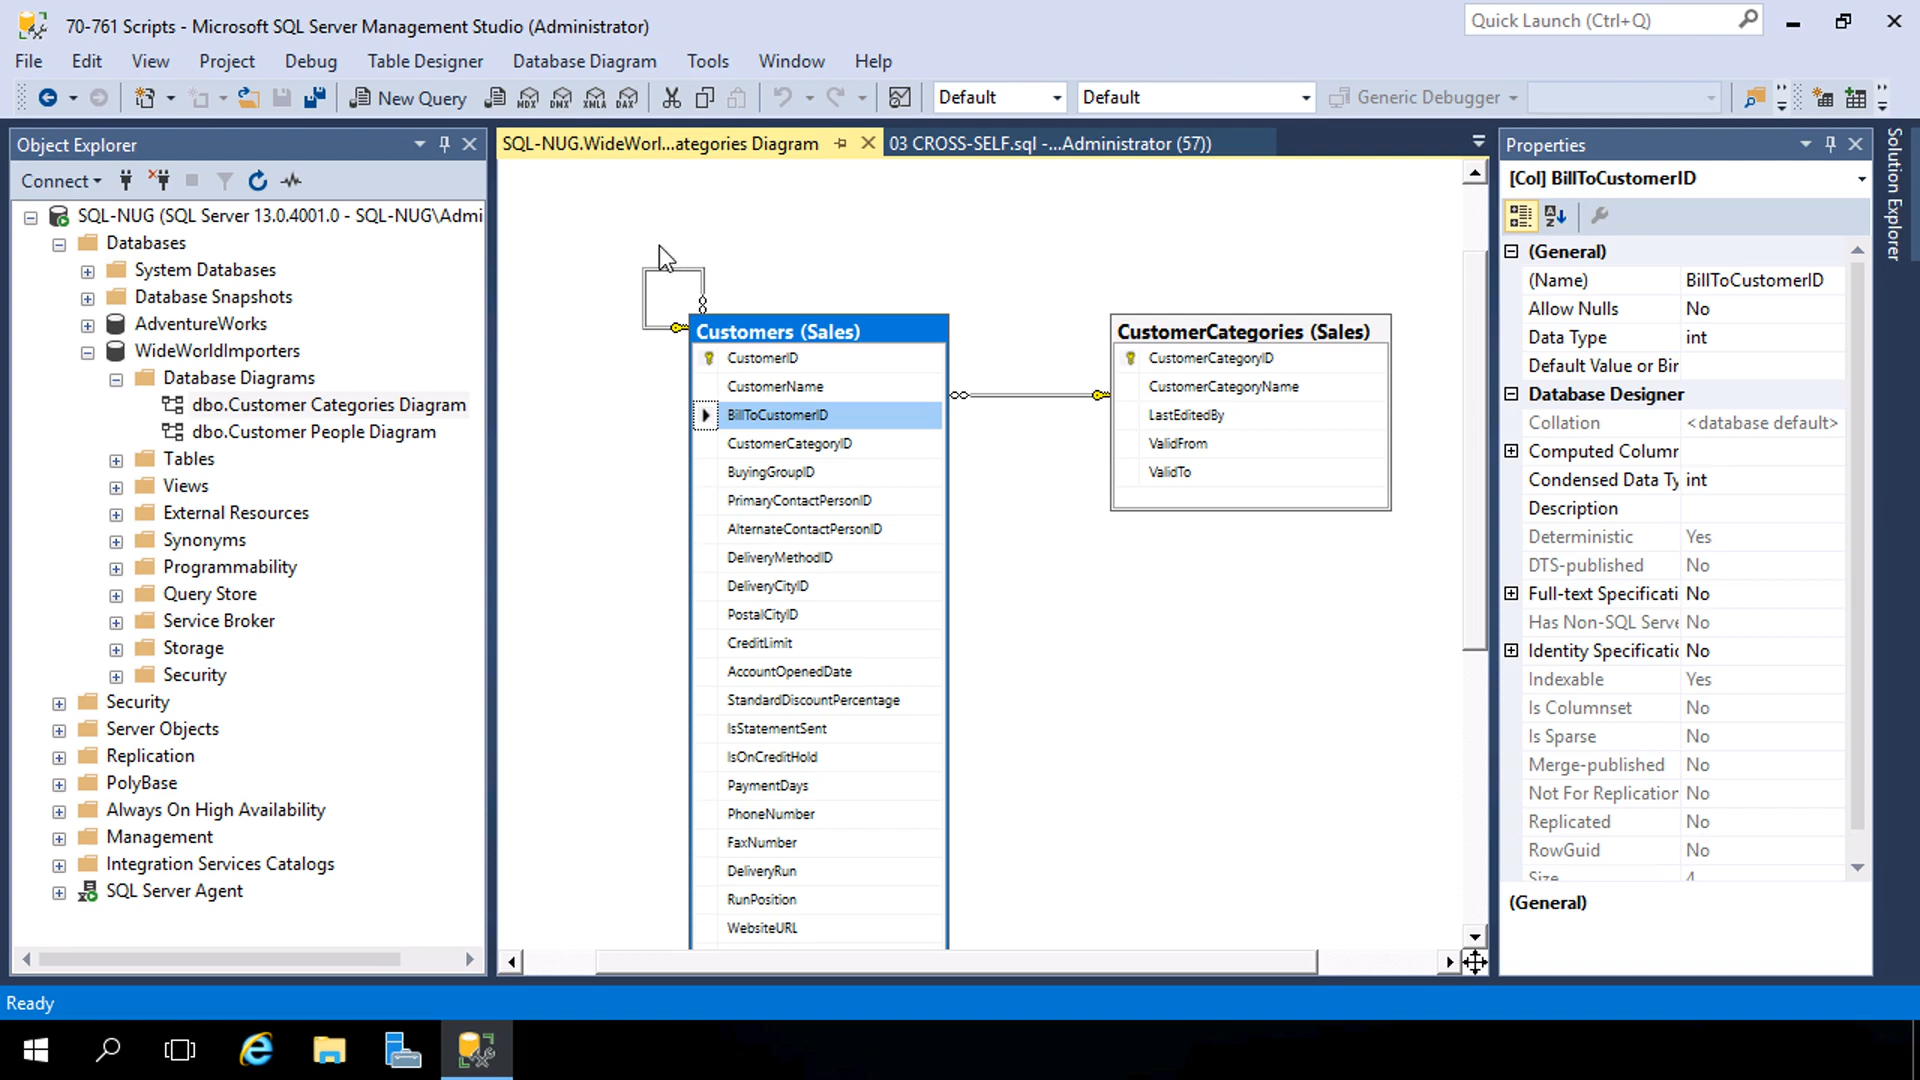 70-761 Scripts - Microsoft SQL Server Management Studio (Administrator)
Quick Launch (Ctrl+Q)
File Edit View Project Debug Table Designer Database Diagram Tools Window Help
New Query MDX DMX XMLA DAX Default Default Generic Debugger
Object Explorer
Connect
SQL-NUG (SQL Server 13.0.4001.0 - SQL-NUG\Admi
Databases
System Databases
Database Snapshots
AdventureWorks
WideWorldImporters
Database Diagrams
dbo.Customer Categories Diagram
dbo.Customer People Diagram
Tables
Views
External Resources
Synonyms
Programmability
Query Store
Service Broker
Storage
Security
Security
Server Objects
Replication
PolyBase
Always On High Availability
Management
Integration Services Catalogs
SQL Server Agent
SQL-NUG.WideWorl...ategories Diagram
03 CROSS-SELF.sql -...Administrator (57))
Customers (Sales)
CustomerID
CustomerName
BillToCustomerID
CustomerCategoryID
BuyingGroupID
PrimaryContactPersonID
AlternateContactPersonID
DeliveryMethodID
DeliveryCityID
PostalCityID
CreditLimit
AccountOpenedDate
StandardDiscountPercentage
IsStatementSent
IsOnCreditHold
PaymentDays
PhoneNumber
FaxNumber
DeliveryRun
RunPosition
WebsiteURL
CustomerCategories (Sales)
CustomerCategoryID
CustomerCategoryName
LastEditedBy
ValidFrom
ValidTo
Properties
[Col] BillToCustomerID
(General)
(Name) BillToCustomerID
Allow Nulls No
Data Type int
Default Value or Bir
Database Designer
Collation <database default>
Computed Columr
Condensed Data Ty int
Description
Deterministic Yes
DTS-published No
Full-text Specificati No
Has Non-SQL Serve No
Identity Specificatic No
Indexable Yes
Is Columnset No
Is Sparse No
Merge-published No
Not For Replicatior No
Replicated No
RowGuid No
Size 4
(General)
Solution Explorer
Ready